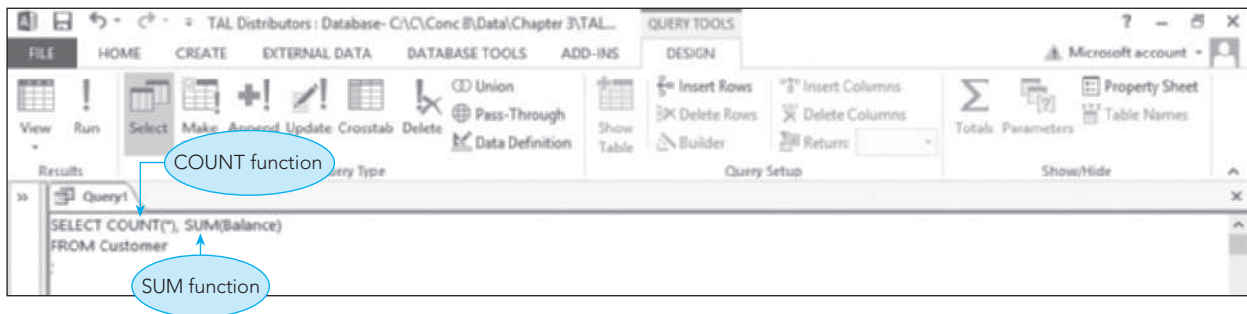 TAL Distributors : Database- C:\C\Conc 8\Data\Chapter 3\TAL... QUERY TOOLS ? – X
FILE HOME CREATE EXTERNAL DATA DATABASE TOOLS ADD-INS DESIGN Microsoft account
View Run Select Make Append Update Crosstab Delete
Union
Pass-Through
Data Definition
Show Table
Insert Rows
Delete Rows
Builder
Insert Columns
Delete Columns
Return:
Totals Parameters
Property Sheet
Table Names
Results Query Type Query Setup Show/Hide
COUNT function
Query1
SELECT COUNT(*), SUM(Balance)
FROM Customer
;
SUM function